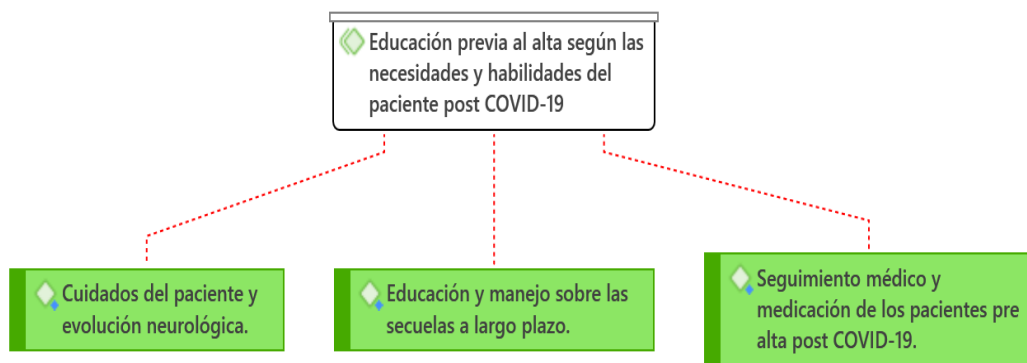 Educación previa al alta según las
necesidades y habilidades del
paciente post COVID-19
Cuidados del paciente y
evolución neurológica.
Educación y manejo sobre las
secuelas a largo plazo.
Seguimiento médico y
medicación de los pacientes pre
alta post COVID-19.